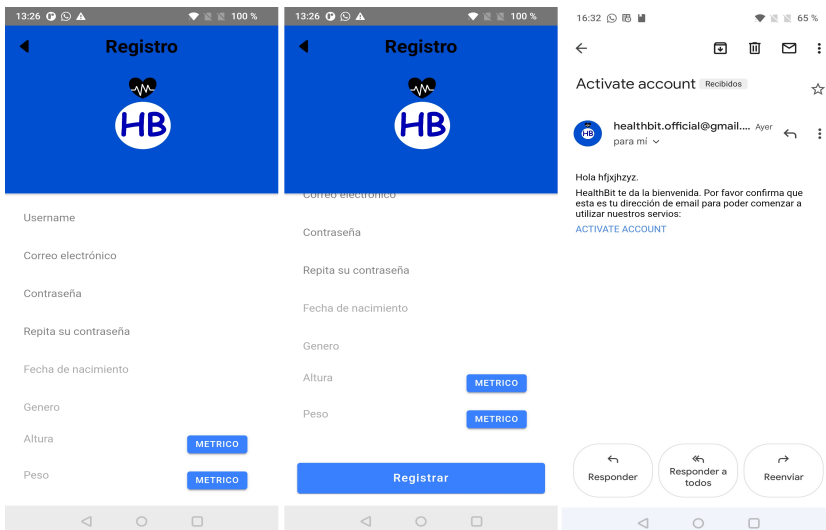 13:26 100 %
Registro
HB
Username
Correo electrónico
Contraseña
Repita su contraseña
Fecha de nacimiento
Genero
Altura METRICO
Peso METRICO
13:26 100 %
Registro
HB
Correo electrónico
Contraseña
Repita su contraseña
Fecha de nacimiento
Genero
Altura METRICO
Peso METRICO
Registrar
16:32 65 %
Activate account Recibidos
HB
healthbit.official@gmail.... Ayer
para mí
Hola hfjxjhzyz.
HealthBit te da la bienvenida. Por favor confirma que
esta es tu dirección de email para poder comenzar a
utilizar nuestros servios:
ACTIVATE ACCOUNT
Responder
Responder a
todos
Reenviar